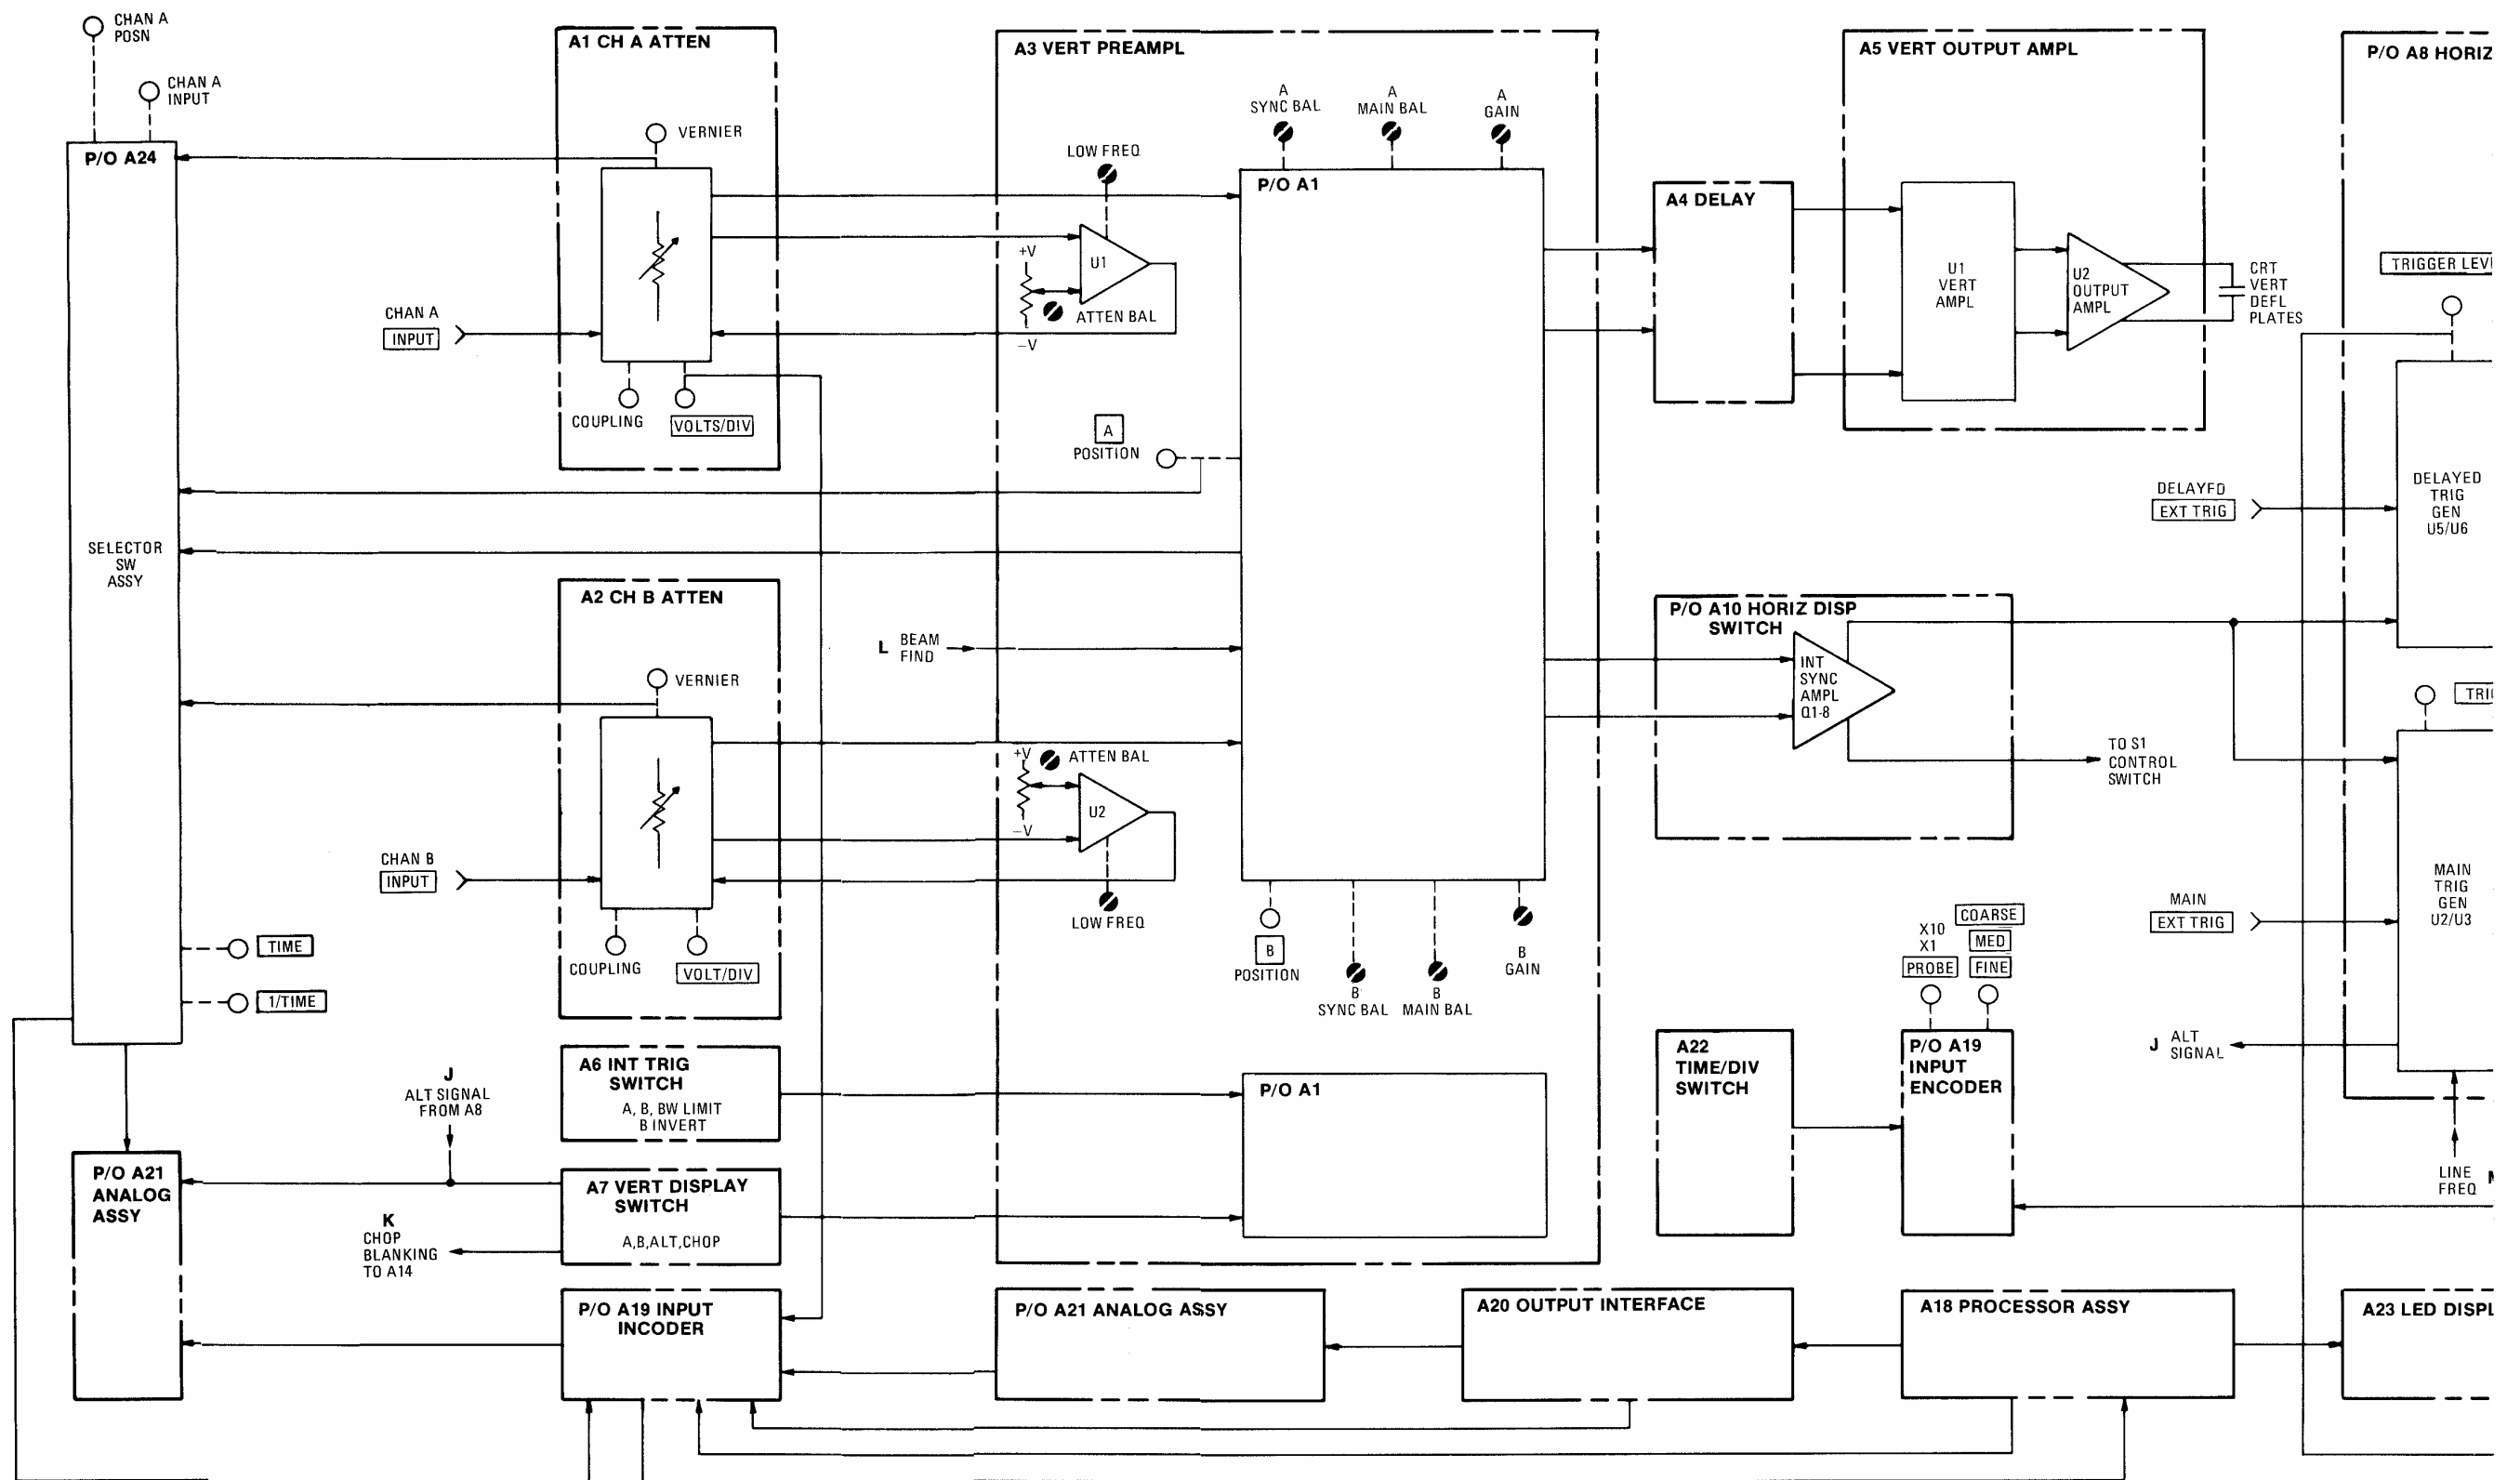 CHAN A
POSN
CHAN A
INPUT
P/O A24
SELECTOR
SW
ASSY
TIME
1/TIME
A1 CH A ATTEN
VERNIER
CHAN A
INPUT
COUPLING
VOLTS/DIV
A2 CH B ATTEN
VERNIER
CHAN B
INPUT
COUPLING
VOLT/DIV
A3 VERT PREAMPL
A
SYNC BAL
A
MAIN BAL
A
GAIN
LOW FREQ
P/O A1
+V
U1
ATTEN BAL
−V
A
POSITION
L
BEAM
FIND
+V
ATTEN BAL
U2
−V
LOW FREQ
B
POSITION
B
SYNC BAL
B
MAIN BAL
B
GAIN
P/O A1
A4 DELAY
A5 VERT OUTPUT AMPL
U1
VERT
AMPL
U2
OUTPUT
AMPL
CRT
VERT
DEFL
PLATES
P/O A8 HORIZ
TRIGGER LEV
DELAYED
TRIG
GEN
U5/U6
DELAYFD
EXT TRIG
P/O A10 HORIZ DISP
SWITCH
INT
SYNC
AMPL
Q1-8
TO S1
CONTROL
SWITCH
TRI
MAIN
TRIG
GEN
U2/U3
MAIN
EXT TRIG
J
ALT
SIGNAL
LINE
FREQ
X10
X1
PROBE
COARSE
MED
FINE
A22
TIME/DIV
SWITCH
P/O A19
INPUT
ENCODER
A6 INT TRIG
SWITCH
A, B, BW LIMIT
B INVERT
J
ALT SIGNAL
FROM A8
P/O A21
ANALOG
ASSY
A7 VERT DISPLAY
SWITCH
A,B,ALT,CHOP
K
CHOP
BLANKING
TO A14
P/O A19 INPUT
INCODER
P/O A21 ANALOG ASSY
A20 OUTPUT INTERFACE
A18 PROCESSOR ASSY
A23 LED DISPL